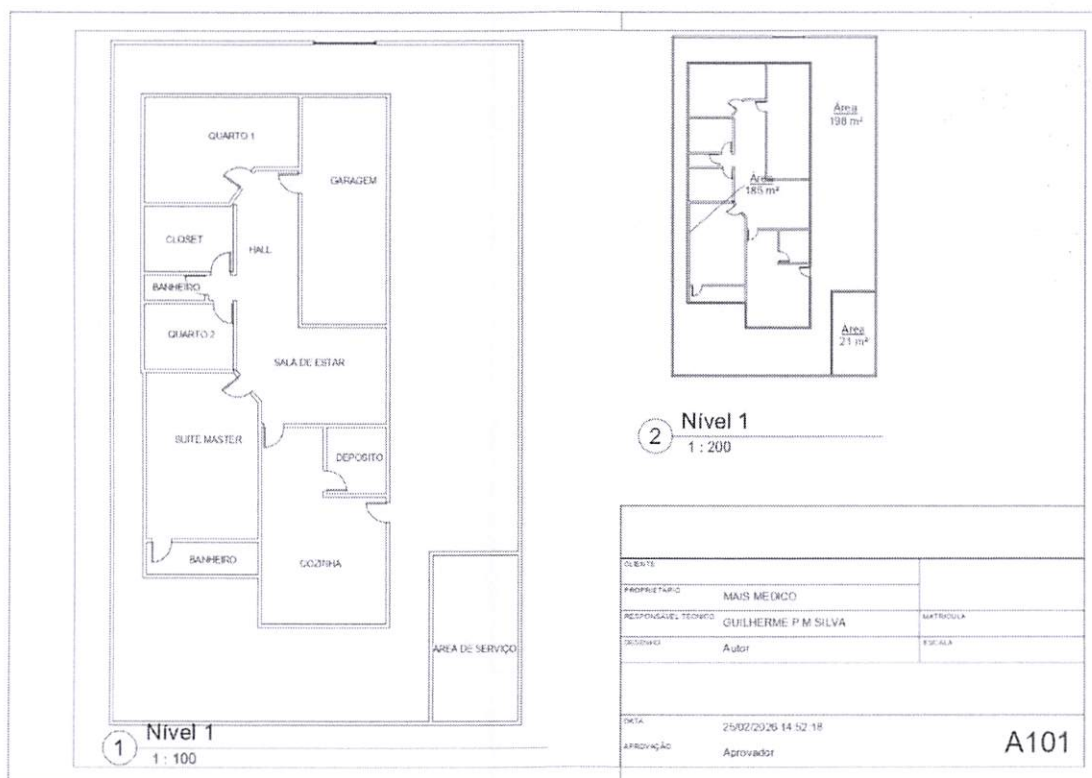 QUARTO 1
GARAGEM
CLOSET
HALL
BANHEIRO
QUARTO 2
SALA DE ESTAR
SUITE MASTER
DEPOSITO
BANHEIRO
COZINHA
AREA DE SERVIÇO
1 Nível 1
1 : 100
Área
198 m²
Área
185 m²
Área
21 m²
2 Nível 1
1 : 200
CLIENTE
PROPRIETÁRIO MAIS MEDICO
RESPONSÁVEL TÉCNICO GUILHERME P M SILVA MATRICULA
DESENHO Autor ESCALA
DATA 25/02/2026 14:52:18
APROVAÇÃO Aprovador
A101